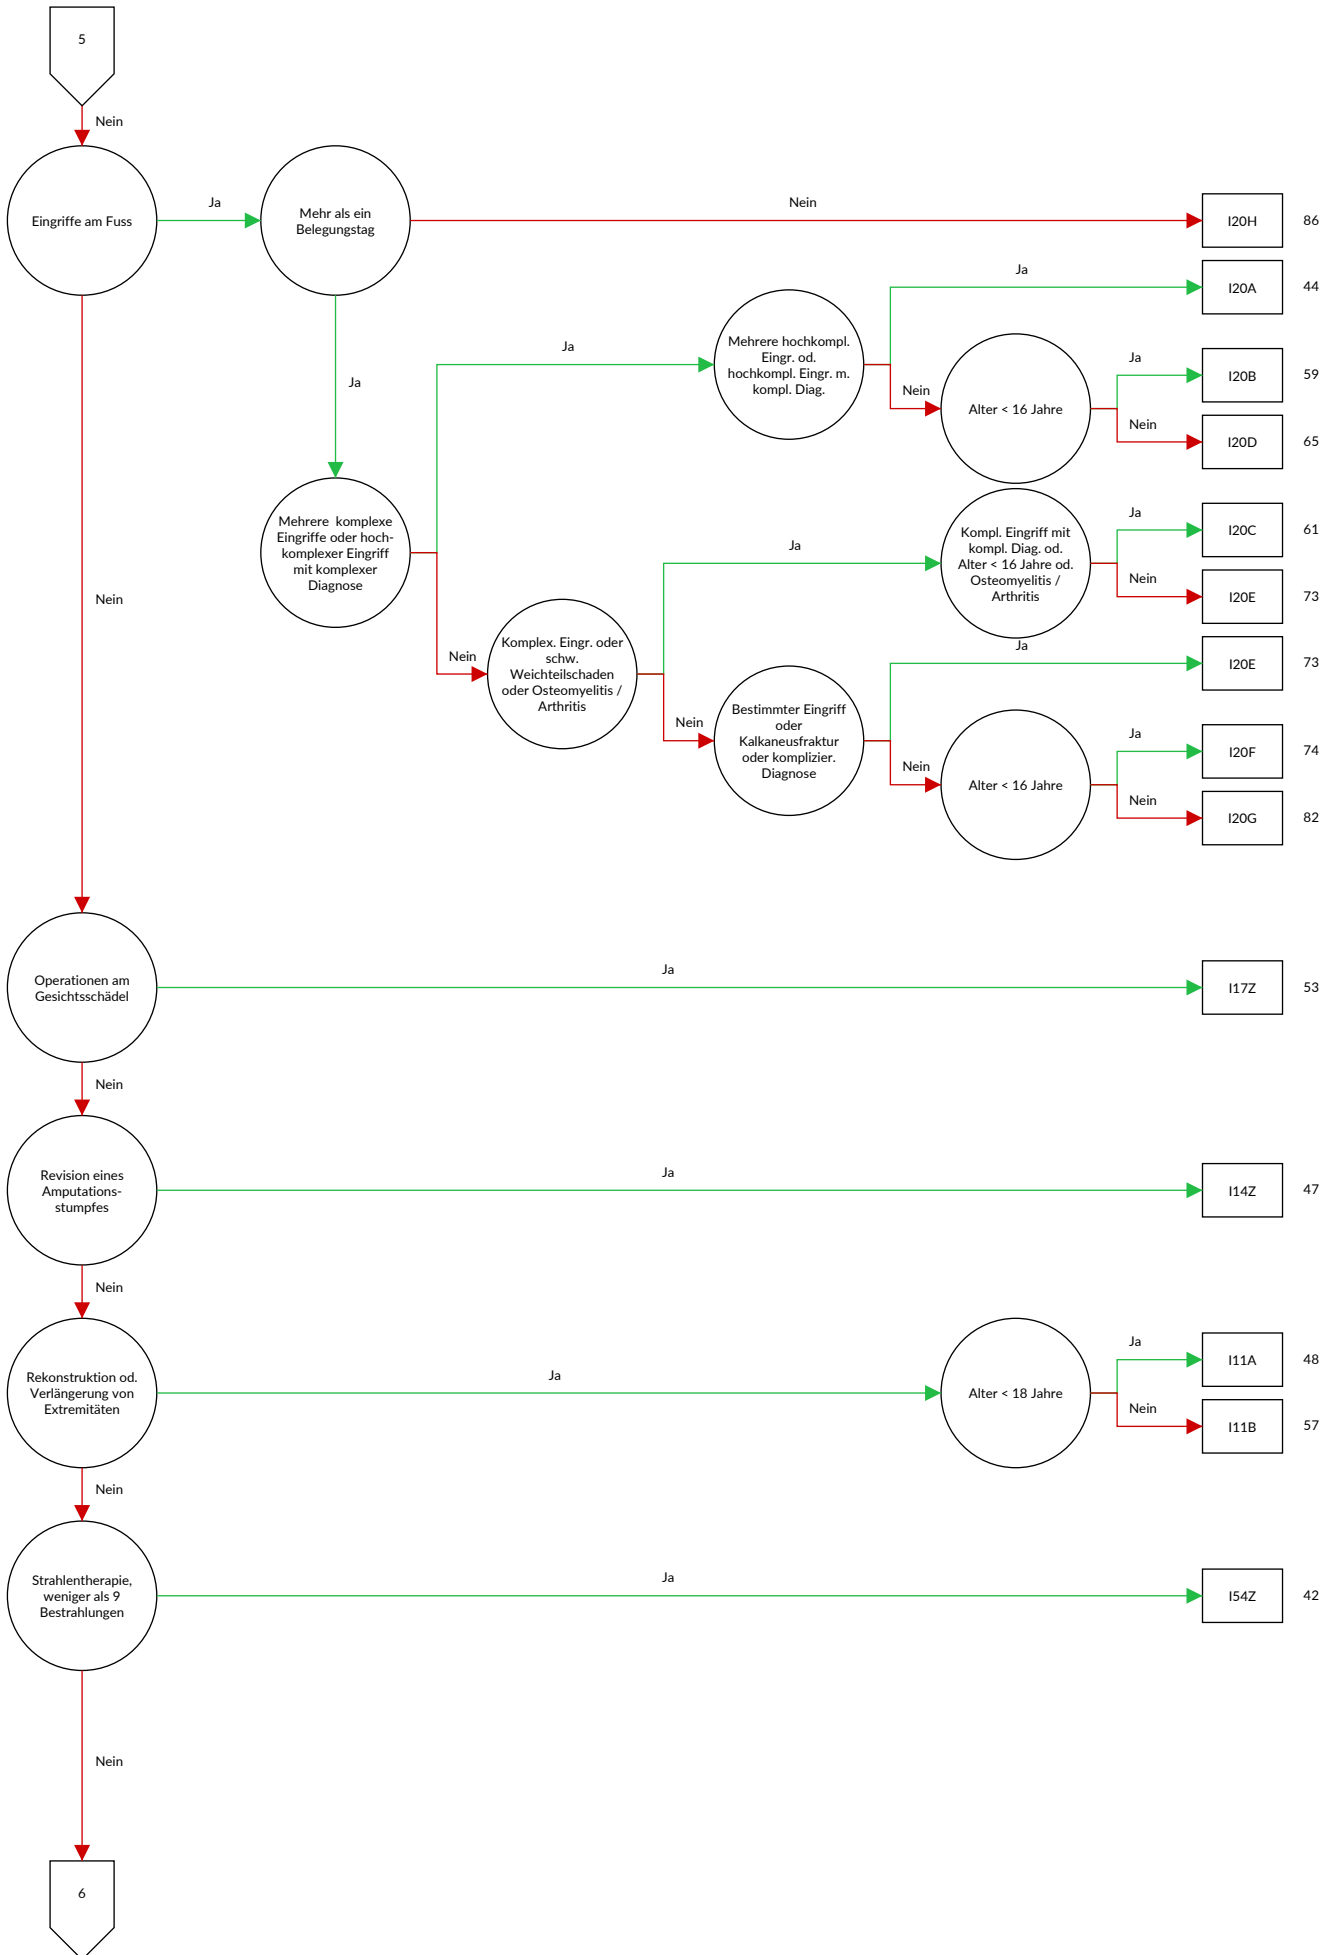 5
Nein
Eingriffe am Fuss
Ja
Mehr als ein
Belegungstag
Nein
I20H
86
Ja
I20A
44
Ja
Ja
Mehrere hochkompl.
Eingr. od.
hochkompl. Eingr. m.
kompl. Diag.
Nein
Alter < 16 Jahre
Ja
I20B
59
Nein
I20D
65
Mehrere  komplexe
Eingriffe oder hoch-
komplexer Eingriff
mit komplexer
Diagnose
Nein
Komplex. Eingr. oder
schw.
Weichteilschaden
oder Osteomyelitis /
Arthritis
Ja
Kompl. Eingriff mit
kompl. Diag. od.
Alter < 16 Jahre od.
Osteomyelitis /
Arthritis
Ja
I20C
61
Nein
I20E
73
Nein
Bestimmter Eingriff
oder
Kalkaneusfraktur
oder komplizier.
Diagnose
Ja
I20E
73
Nein
Alter < 16 Jahre
Ja
I20F
74
Nein
I20G
82
Nein
Operationen am
Gesichtsschädel
Ja
I17Z
53
Nein
Revision eines
Amputations-
stumpfes
Ja
I14Z
47
Nein
Rekonstruktion od.
Verlängerung von
Extremitäten
Ja
Alter < 18 Jahre
Ja
I11A
48
Nein
I11B
57
Nein
Strahlentherapie,
weniger als 9
Bestrahlungen
Ja
I54Z
42
Nein
6